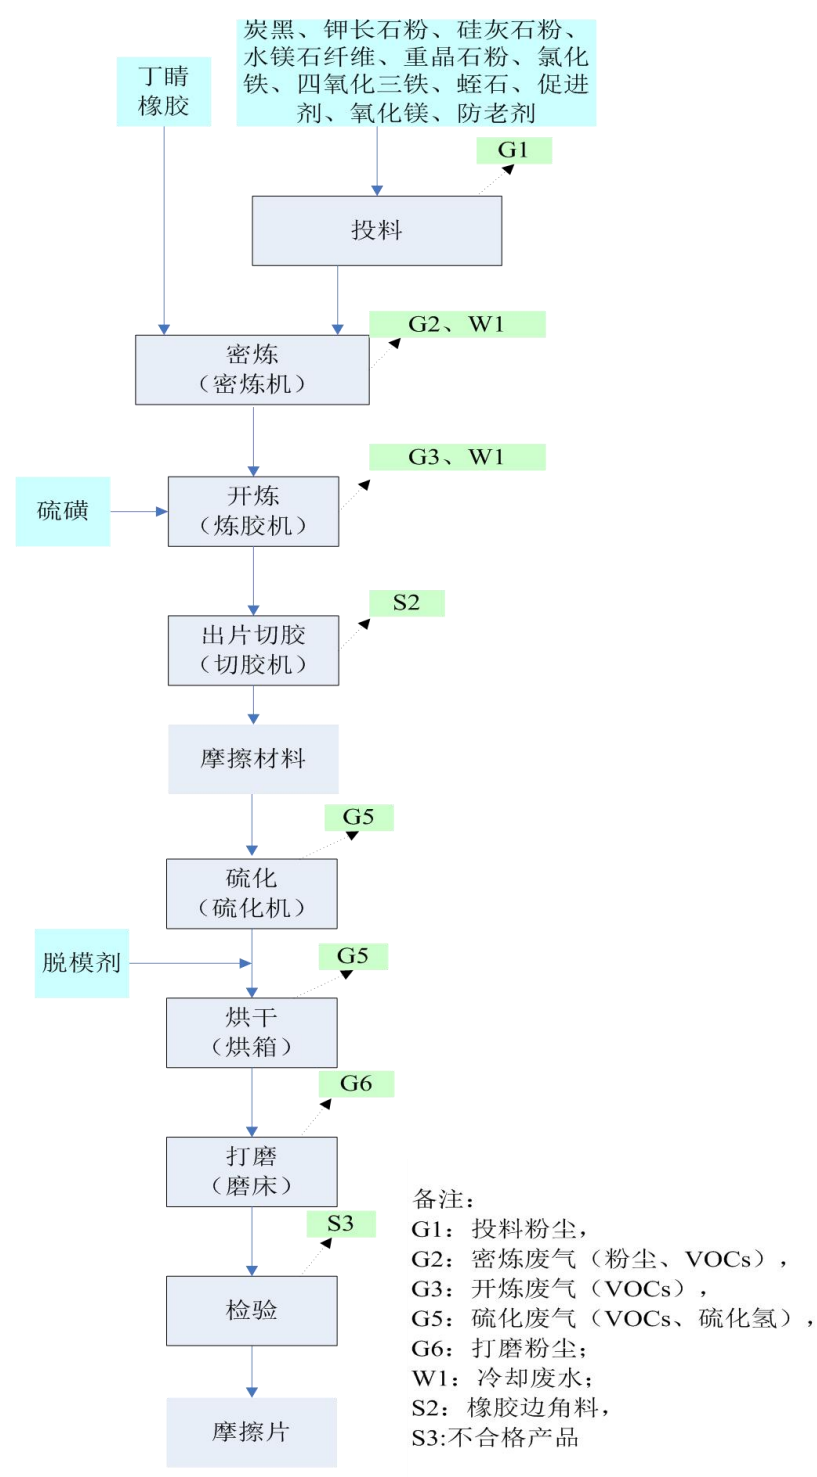 炭黑、钾长石粉、硅灰石粉、
水镁石纤维、重晶石粉、氯化
铁、四氧化三铁、蛭石、促进
剂、氧化镁、防老剂
丁晴
橡胶
G1
投料
G2、W1
密炼
（密炼机）
G3、W1
硫磺
开炼
（炼胶机）
S2
出片切胶
（切胶机）
摩擦材料
G5
硫化
（硫化机）
脱模剂
G5
烘干
（烘箱）
G6
打磨
（磨床）
S3
检验
摩擦片
备注：
G1：投料粉尘，
G2：密炼废气（粉尘、VOCs），
G3：开炼废气（VOCs），
G5：硫化废气（VOCs、硫化氢），
G6：打磨粉尘；
W1：冷却废水；
S2：橡胶边角料，
S3:不合格产品